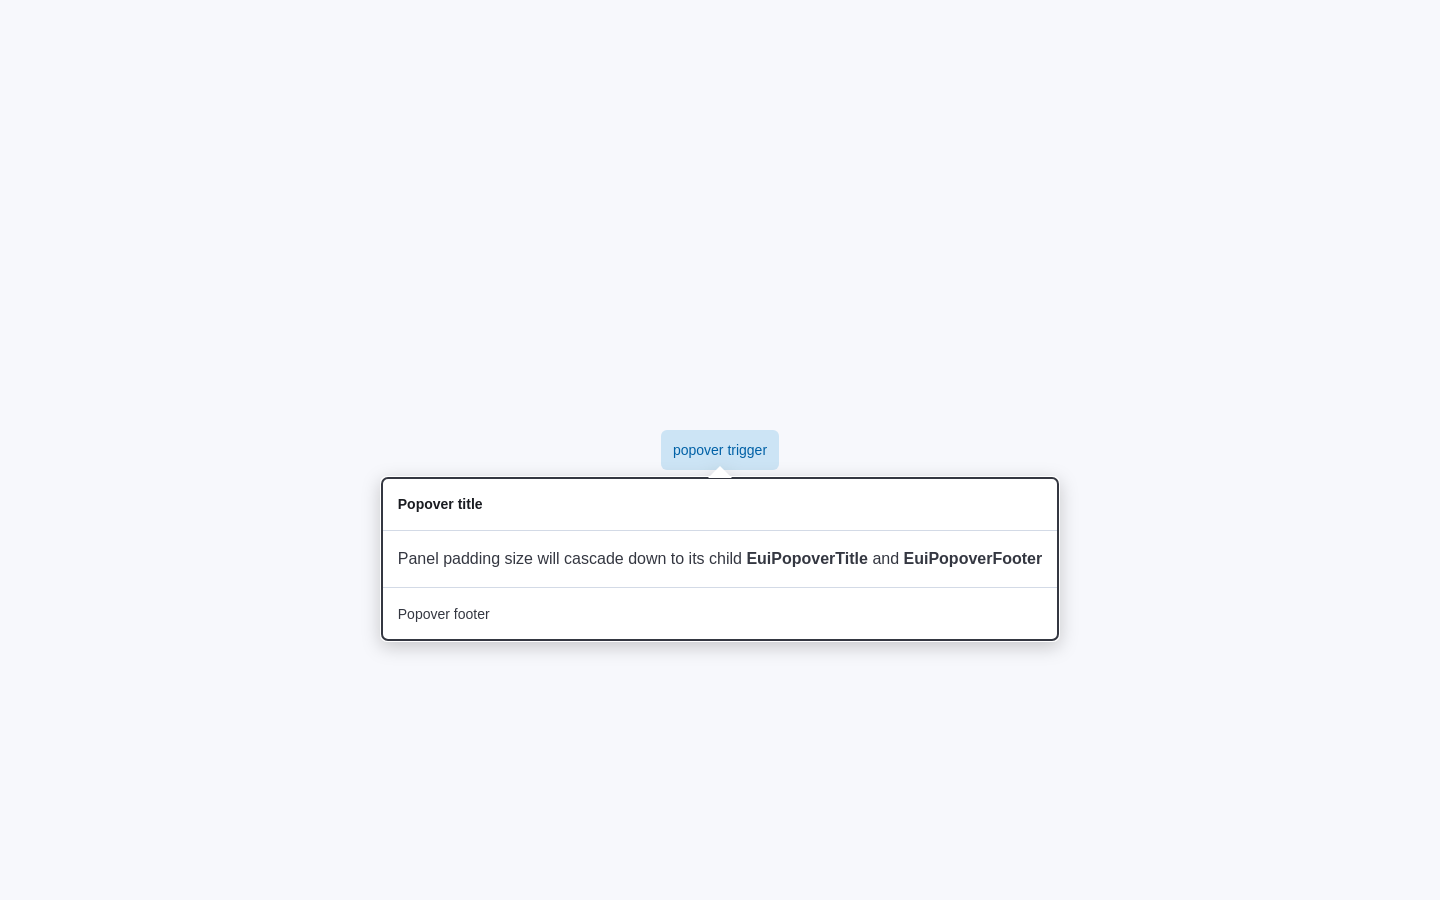 popover trigger
Popover title
Panel padding size will cascade down to its child EuiPopoverTitle and EuiPopoverFooter
Popover footer